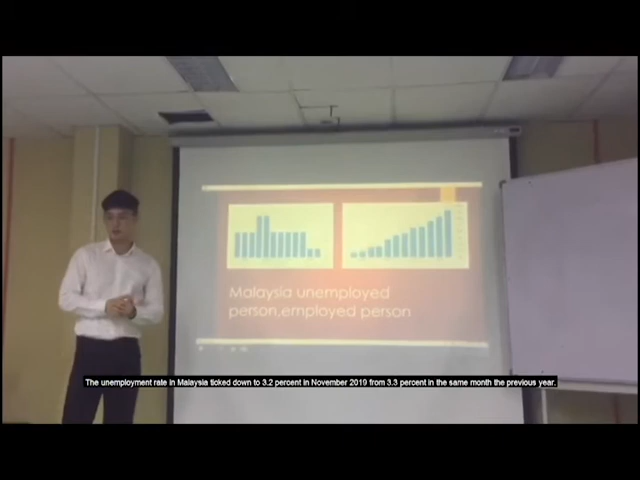 Malaysia unemployed
person,employed person
The unemployment rate in Malaysia ticked down to 3.2 percent in November 2019 from 3.3 percent in the same month the previous year.